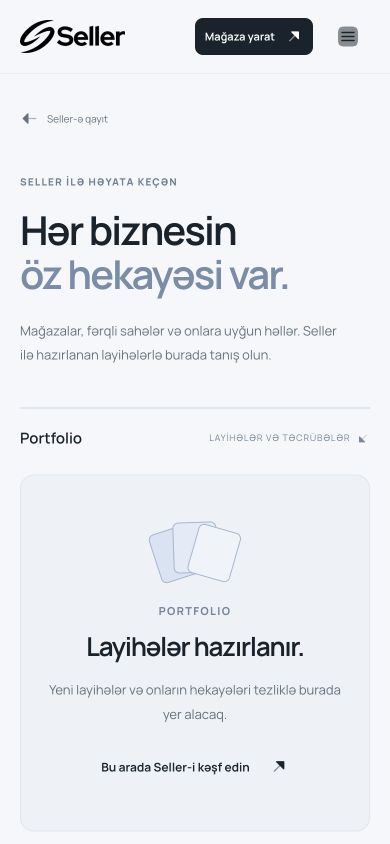 Seller
Mağaza yarat
Seller-ə qayıt
SELLER İLƏ HƏYATA KEÇƏN
Hər biznesin
öz hekayəsi var.
Mağazalar, fərqli sahələr və onlara uyğun həllər. Seller
ilə hazırlanan layihələrlə burada tanış olun.
Portfolio
LAYİHƏLƏR VƏ TƏCRÜBƏLƏR
PORTFOLIO
Layihələr hazırlanır.
Yeni layihələr və onların hekayələri tezliklə burada
yer alacaq.
Bu arada Seller-i kəşf edin